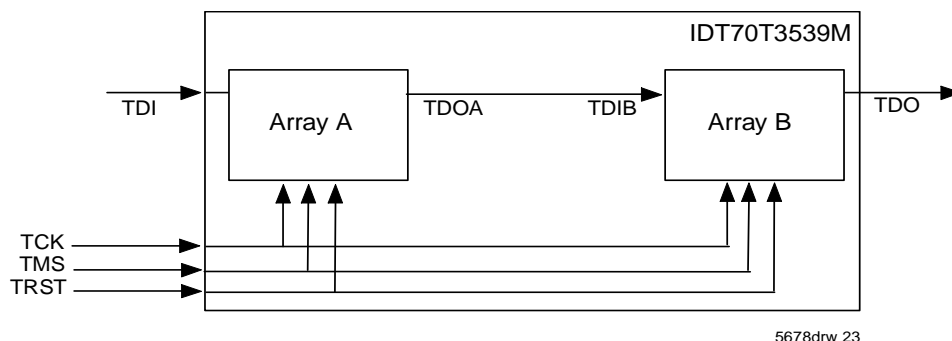 IDT70T3539M
Array A
Array B
TDI
TDOA
TDIB
TDO
TCK
TMS
TRST
5678drw 23